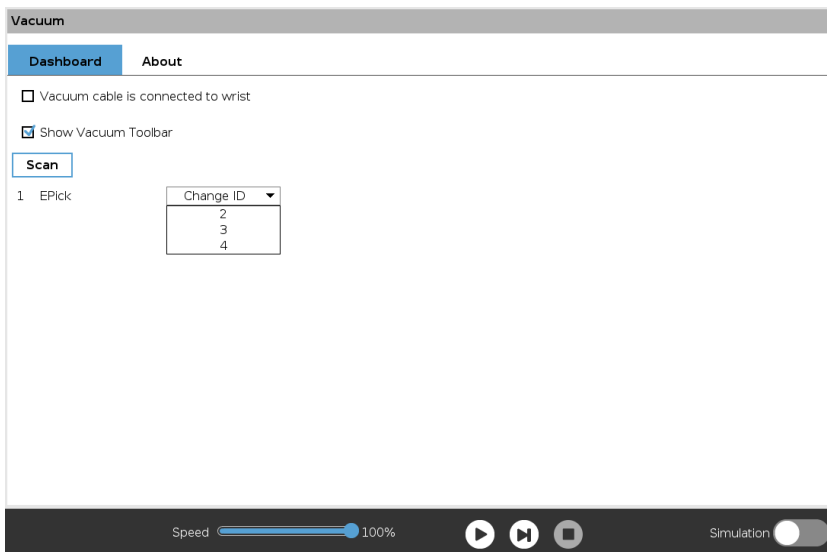 Vacuum
Dashboard About
Vacuum cable is connected to wrist
Show Vacuum Toolbar
Scan
1 EPick Change ID
2
3
4
Speed 100% Simulation